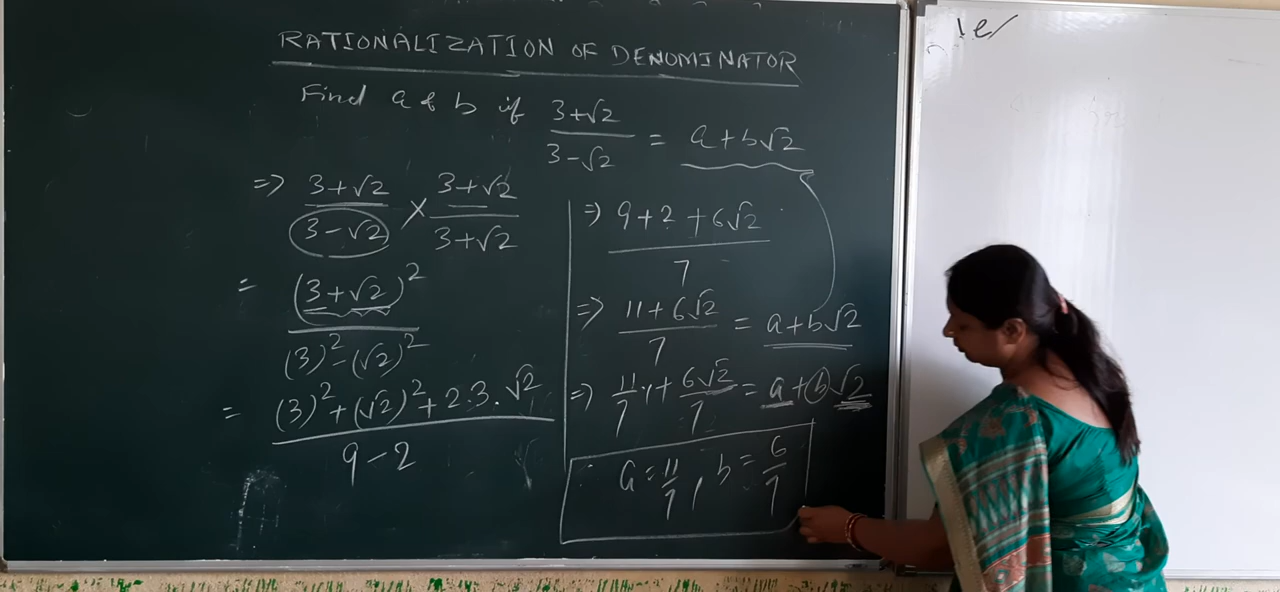 RATIONALIZATION OF DENOMINATOR
Find a & b if (3+√2)/(3-√2) = a+b√2
=> (3+√2)/(3-√2) × (3+√2)/(3+√2)
= (3+√2)²/((3)²-(√2)²)
= ((3)²+(√2)²+2.3.√2)/(9-2)
=> (9+2+6√2)/7
=> (11+6√2)/7 = a+b√2
=> 11/7 + 6√2/7 = a+b√2
a=11/7, b=6/7